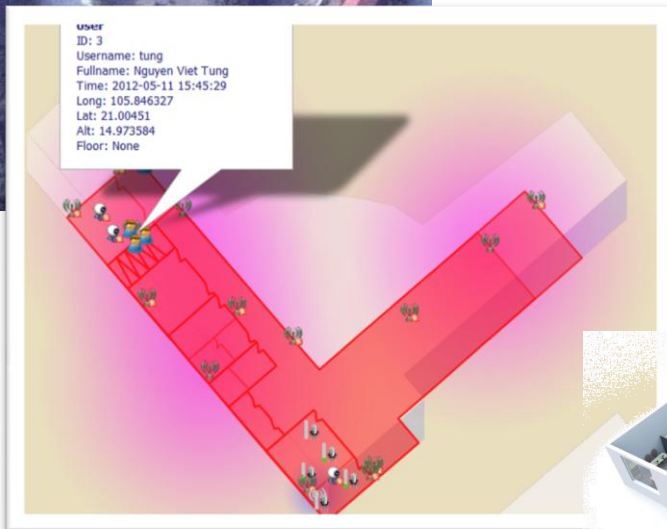 user
ID: 3
Username: tung
Fullname: Nguyen Viet Tung
Time: 2012-05-11 15:45:29
Long: 105.846327
Lat: 21.00451
Alt: 14.973584
Floor: None